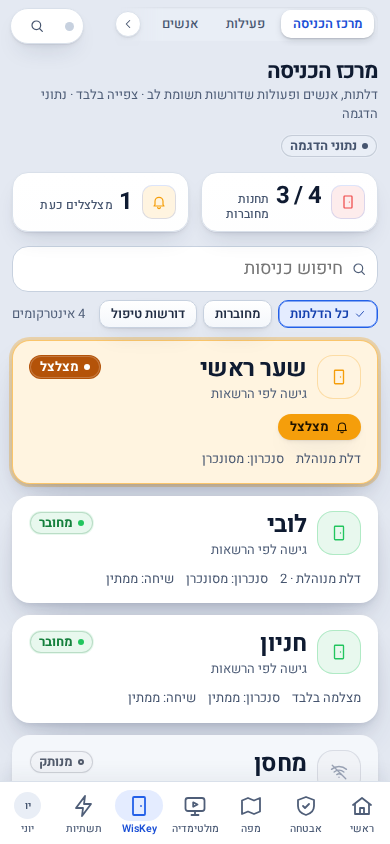 מרכז הכניסה
פעילות
אנשים
מרכז הכניסה
דלתות, אנשים ופעולות שדורשות תשומת לב · צפייה בלבד · נתוני
הדגמה
נתוני הדגמה
3 / 4
תחנות
מחוברות
1
מצלצלים כעת
חיפוש כניסות
כל הדלתות
מחוברות
דורשות טיפול
4 אינטרקומים
שער ראשי
מצלצל
גישה לפי הרשאות
מצלצל
דלת מנוהלת סנכרון: מסונכרן
לובי
מחובר
גישה לפי הרשאות
דלת מנוהלת · 2 סנכרון: מסונכרן שיחה: ממתין
חניון
מחובר
גישה לפי הרשאות
מצלמה בלבד סנכרון: ממתין שיחה: ממתין
מחסן
מנותק
ראשי
אבטחה
מפה
מולטימדיה
WisKey
תשתיות
יו
יוני